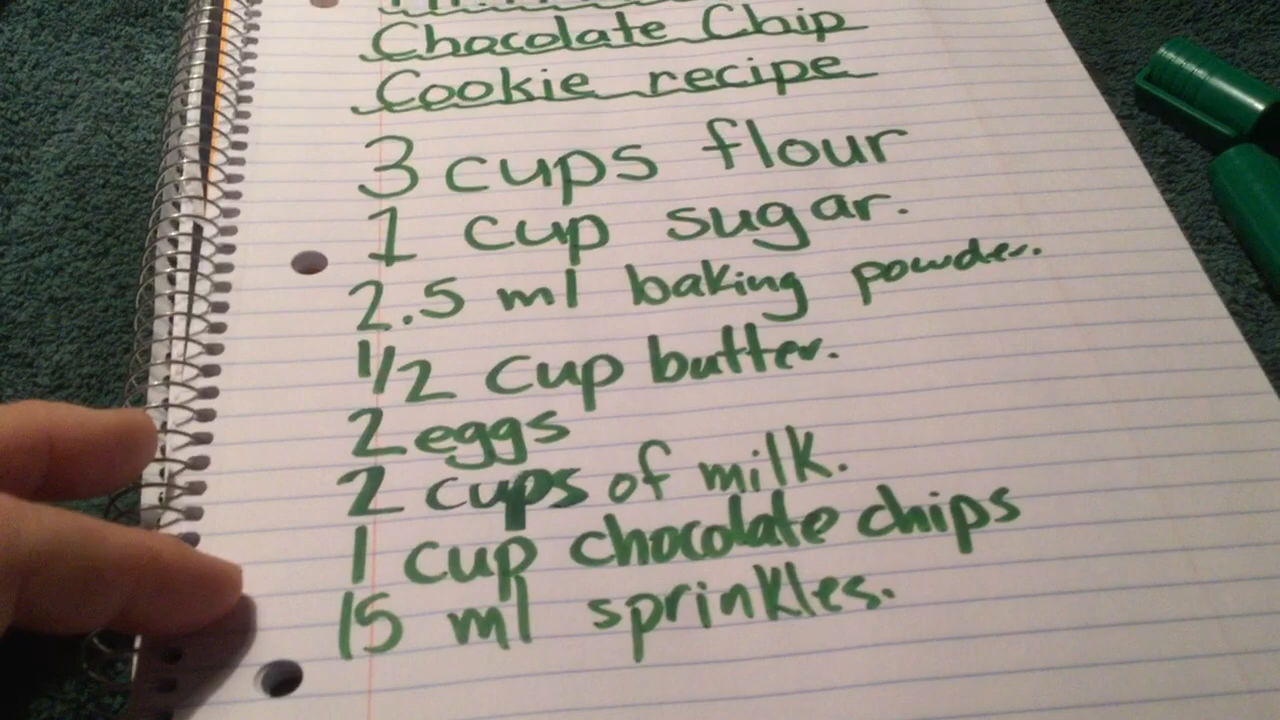 Chocolate Chip
Cookie recipe
3 cups flour
1 cup sugar.
2.5 ml baking powder.
1/2 cup butter.
2 eggs
2 cups of milk.
1 cup chocolate chips
15 ml sprinkles.